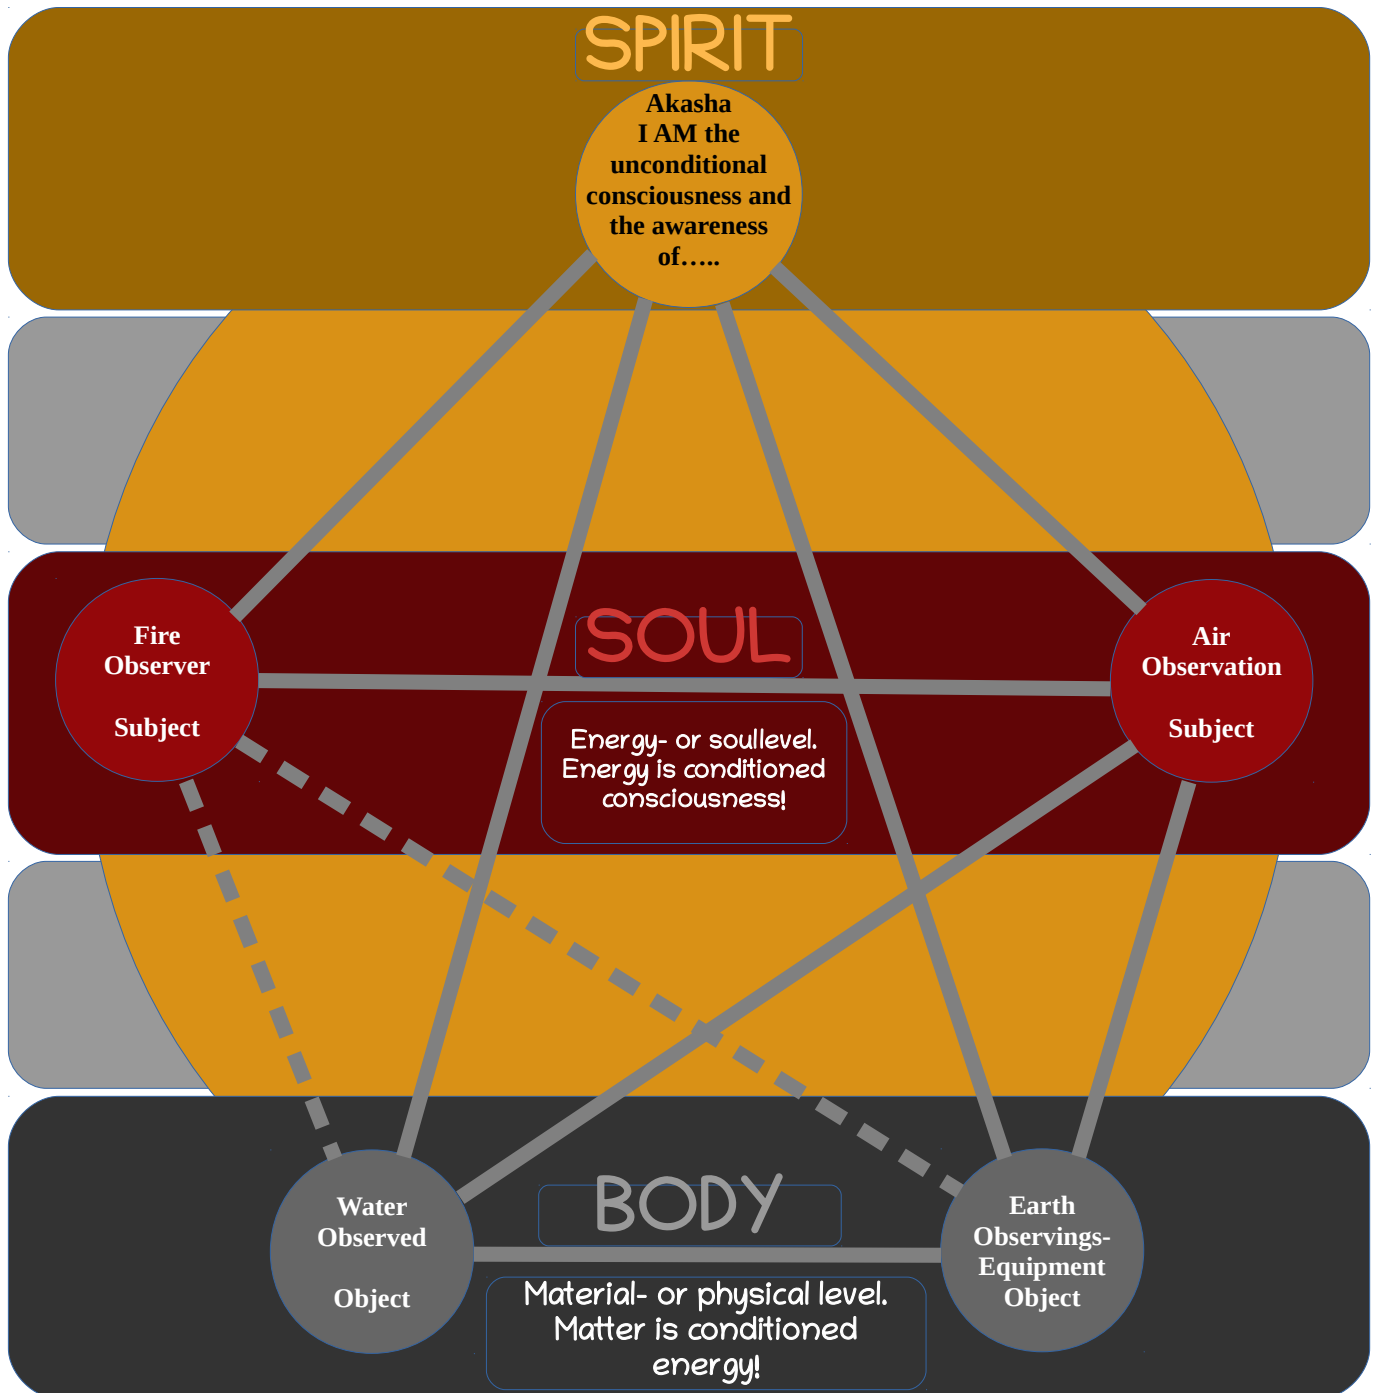 SPIRIT
Akasha
I AM the
unconditional
consciousness and
the awareness
of…..
Fire
Observer
Subject
SOUL
Energy- or soullevel.
Energy is conditioned
consciousness!
Air
Observation
Subject
Water
Observed
Object
BODY
Material- or physical level.
Matter is conditioned
energy!
Earth
Observings-
Equipment
Object